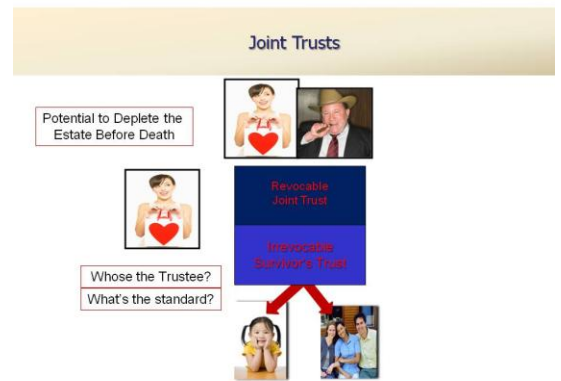 Joint Trusts
Potential to Deplete the
Estate Before Death
Revocable
Joint Trust
Irrevocable
Survivor's Trust
Whose the Trustee?
What's the standard?